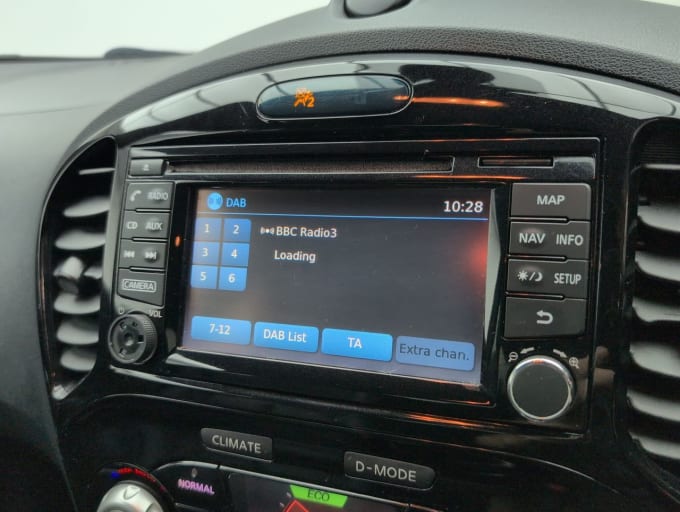 2
DAB
10:28
1 2
BBC Radio3
3 4
Loading
5 6
7-12
DAB List
TA
Extra chan.
RADIO
CD AUX
CAMERA
VOL
MAP
NAV INFO
SETUP
CLIMATE
D-MODE
NORMAL
ECO